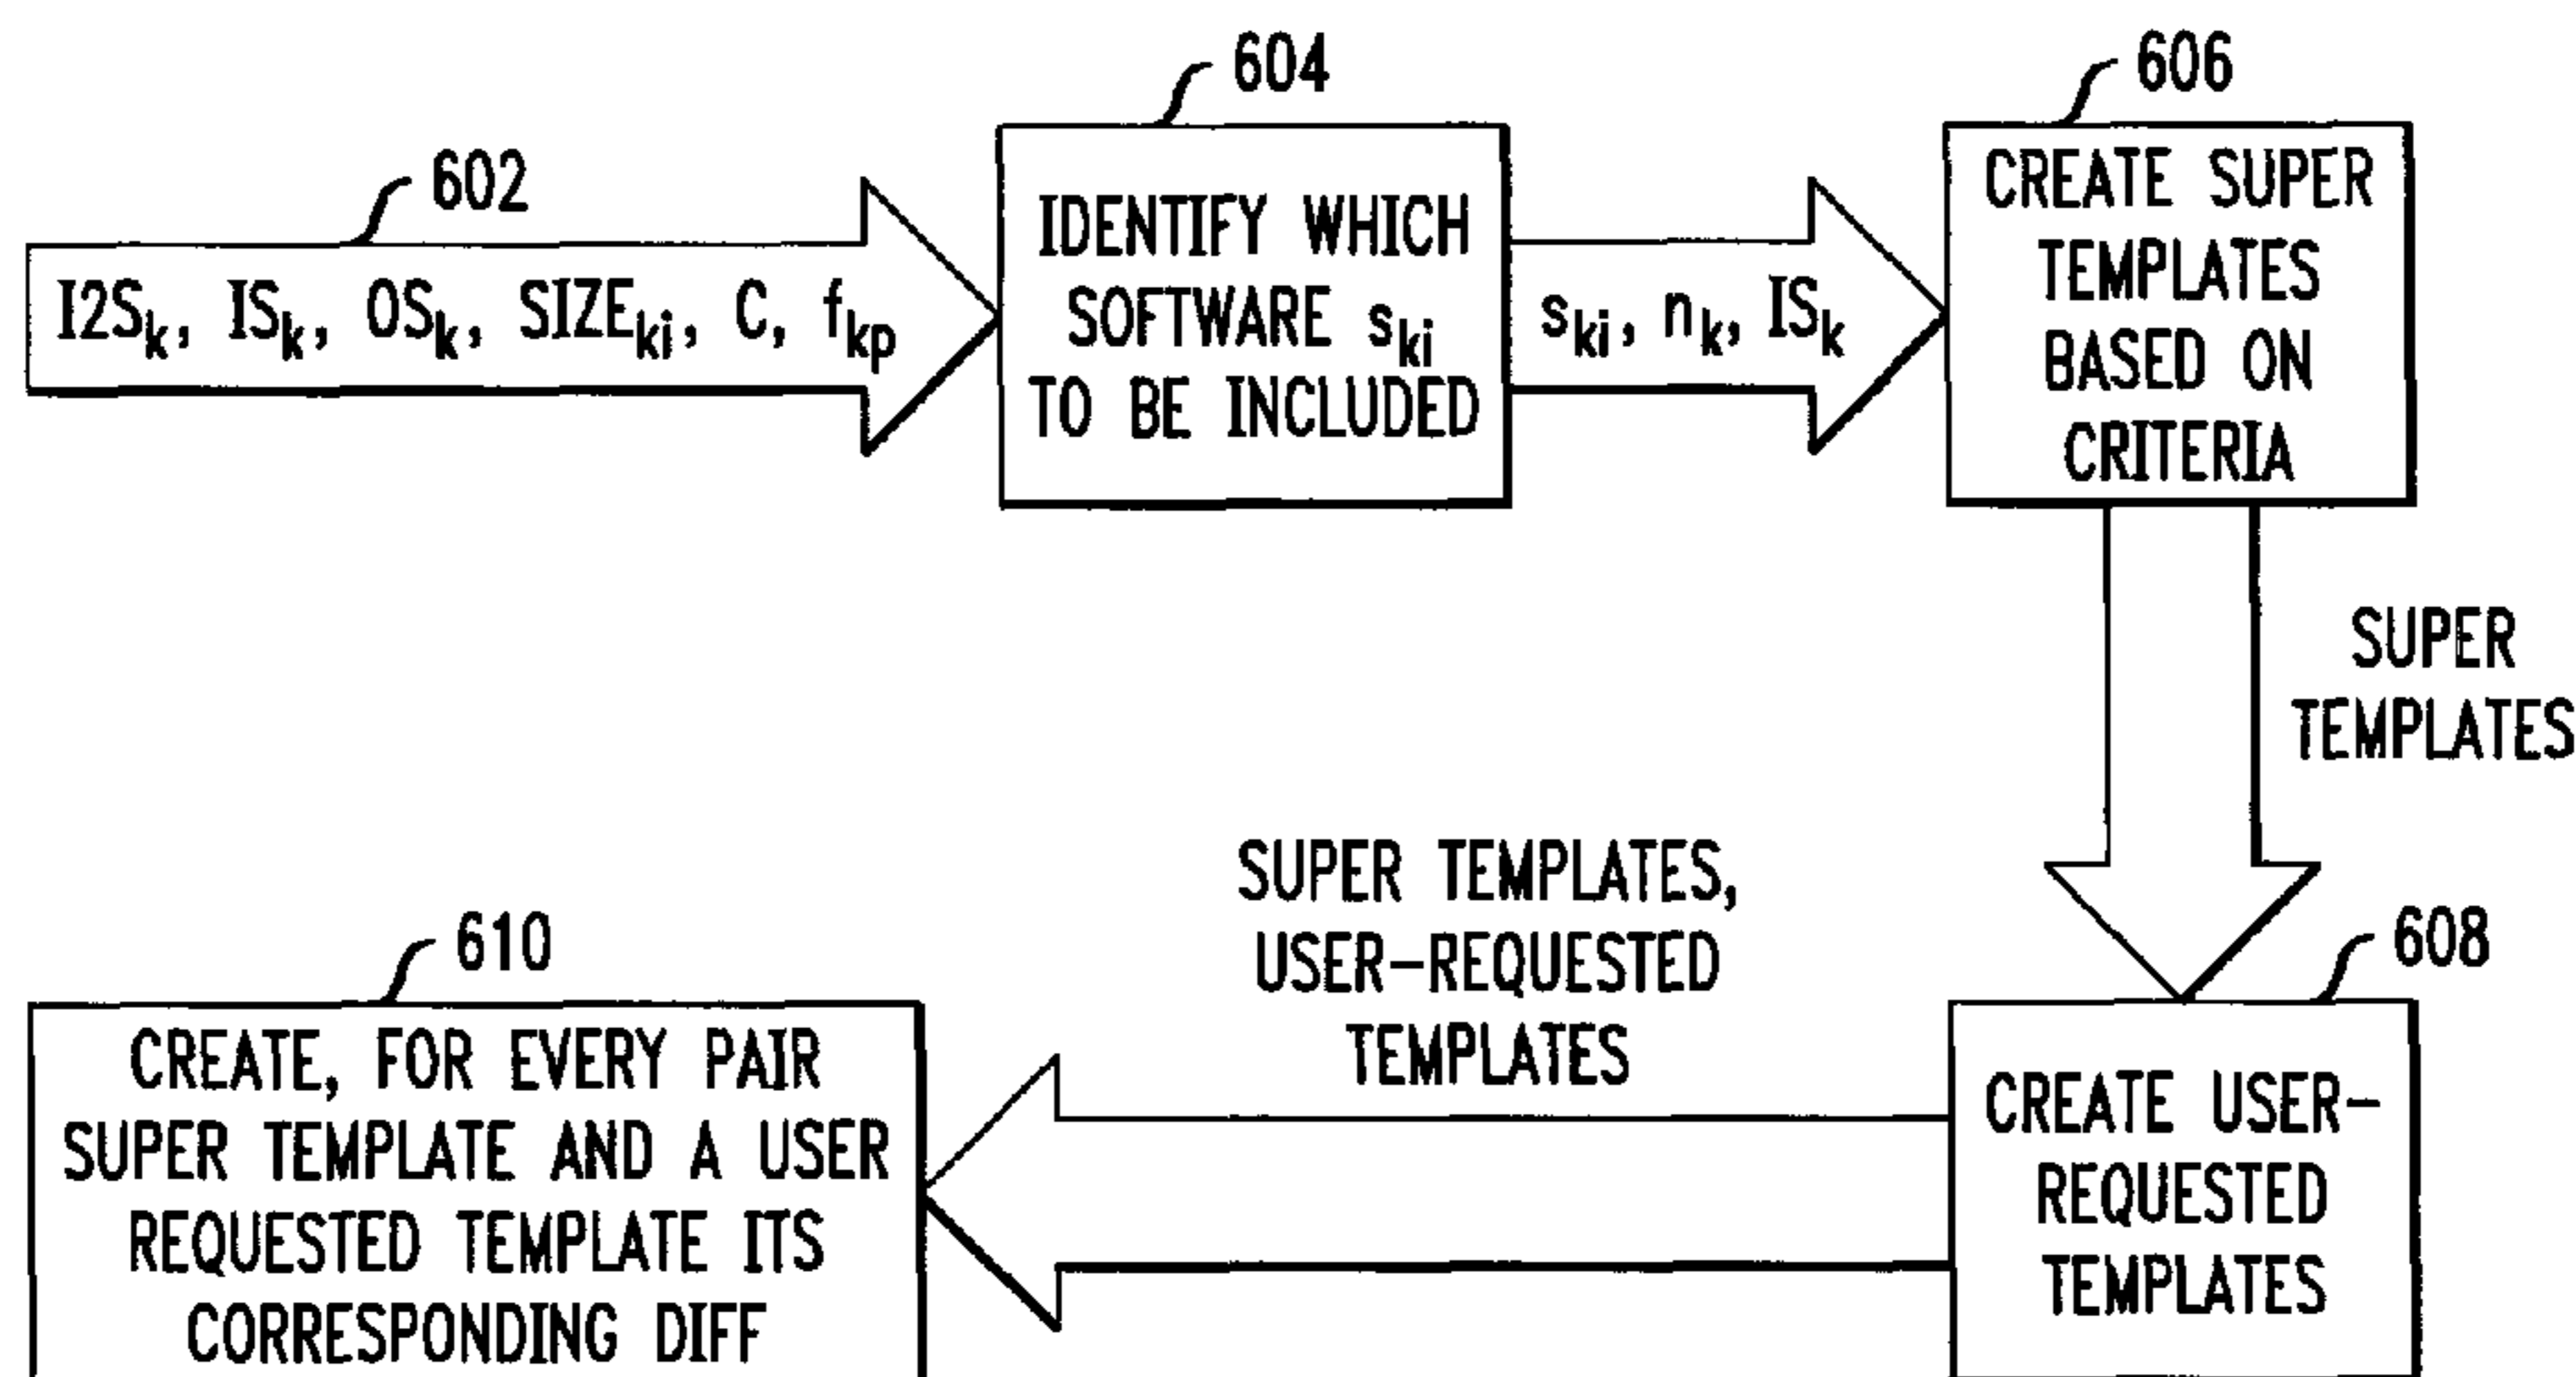 602
I2S_k, IS_k, OS_k, SIZE_ki, C, f_kp
604
IDENTIFY WHICH
SOFTWARE s_ki
TO BE INCLUDED
s_ki, n_k, IS_k
606
CREATE SUPER
TEMPLATES
BASED ON
CRITERIA
SUPER
TEMPLATES
608
CREATE USER-
REQUESTED
TEMPLATES
SUPER TEMPLATES,
USER-REQUESTED
TEMPLATES
610
CREATE, FOR EVERY PAIR
SUPER TEMPLATE AND A USER
REQUESTED TEMPLATE ITS
CORRESPONDING DIFF